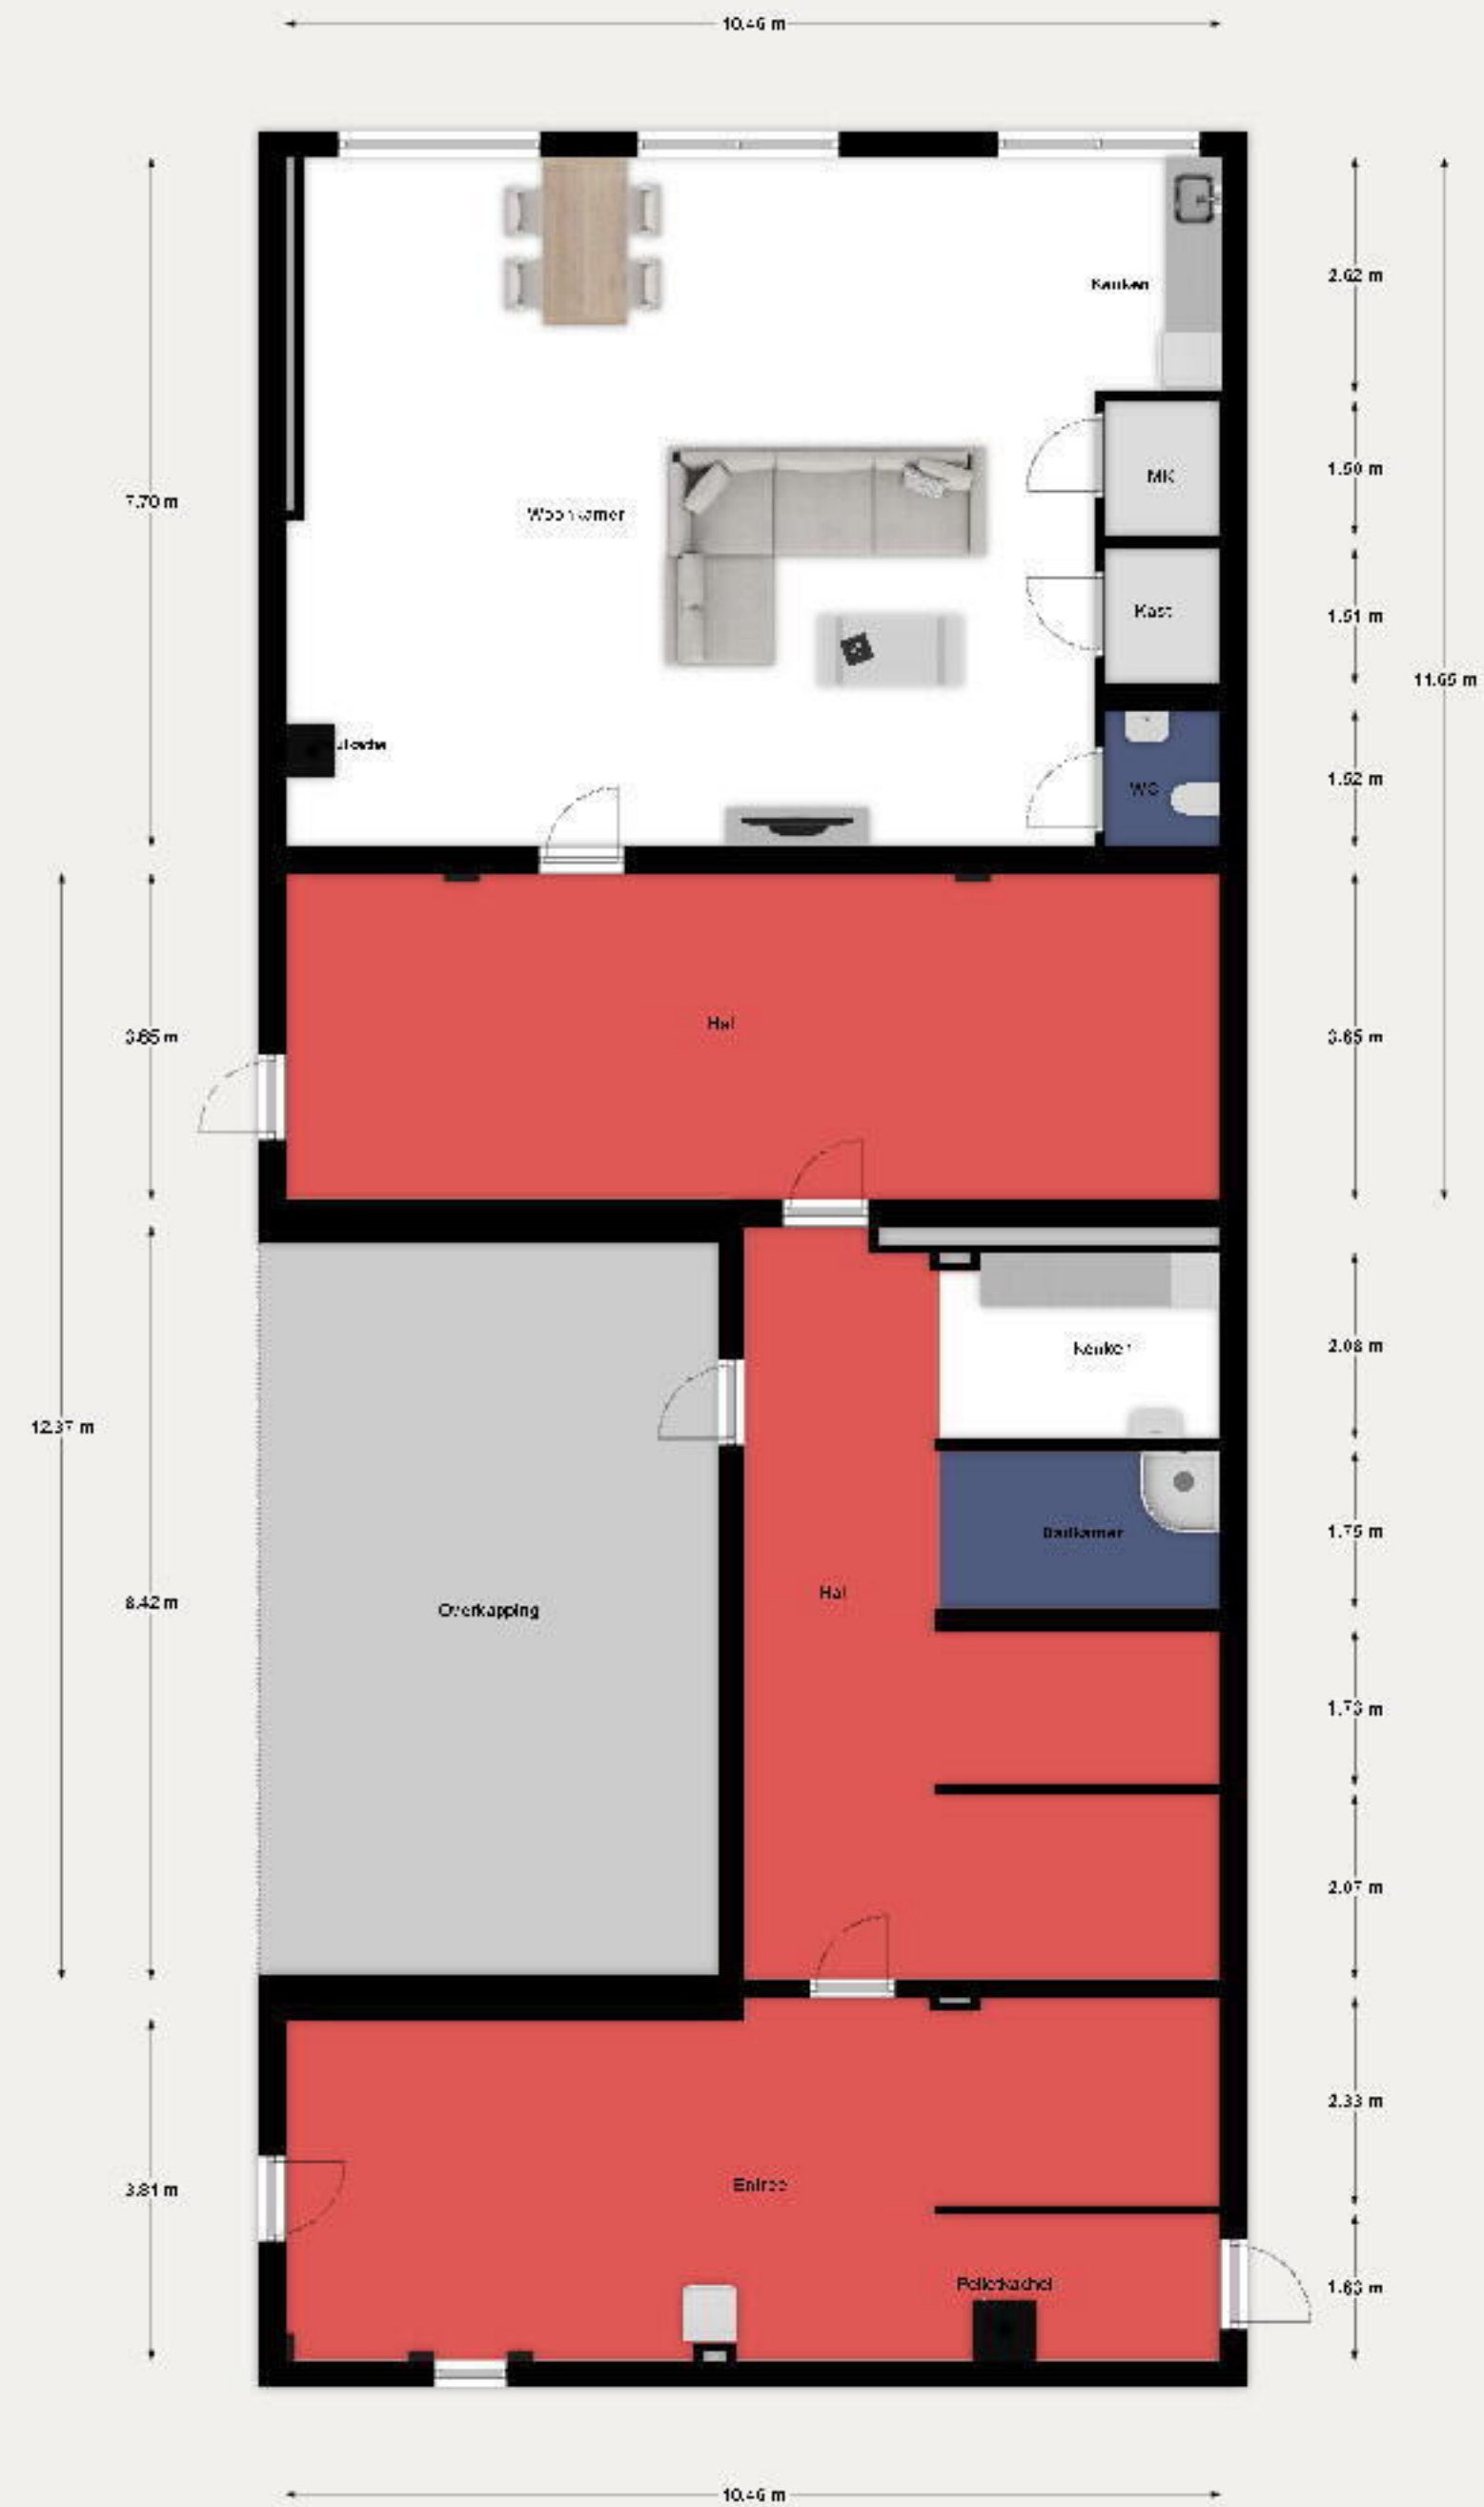 10.46 m
2.62 m
Keuken
1.50 m
MK
7.70 m
Woonkamer
Kast
1.51 m
11.65 m
1.52 m
WC
Hal
3.65 m
3.65 m
2.08 m
Keuken
12.37 m
1.75 m
Badkamer
Hal
8.42 m
Overkapping
1.73 m
2.07 m
2.33 m
Entree
3.81 m
Pelletkachel
1.63 m
10.46 m